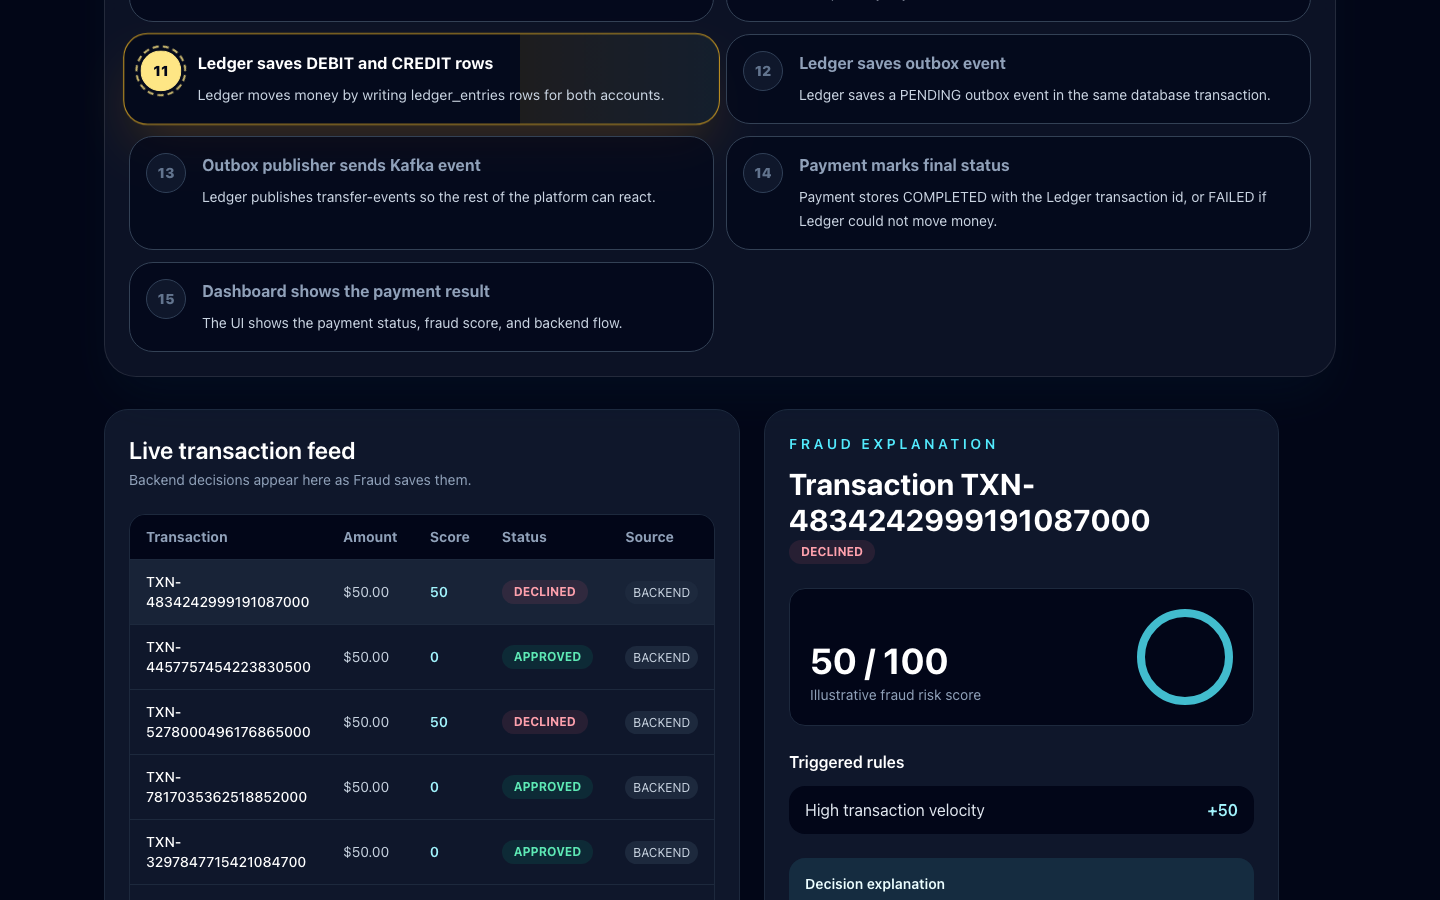 11
Ledger saves DEBIT and CREDIT rows
Ledger moves money by writing ledger_entries rows for both accounts.
12
Ledger saves outbox event
Ledger saves a PENDING outbox event in the same database transaction.
13
Outbox publisher sends Kafka event
Ledger publishes transfer-events so the rest of the platform can react.
14
Payment marks final status
Payment stores COMPLETED with the Ledger transaction id, or FAILED if
Ledger could not move money.
15
Dashboard shows the payment result
The UI shows the payment status, fraud score, and backend flow.
Live transaction feed
Backend decisions appear here as Fraud saves them.
Transaction Amount Score Status Source
TXN-
4834242999191087000 $50.00 50 DECLINED BACKEND
TXN-
4457757454223830500 $50.00 0 APPROVED BACKEND
TXN-
5278000496176865000 $50.00 50 DECLINED BACKEND
TXN-
7817035362518852000 $50.00 0 APPROVED BACKEND
TXN-
3297847715421084700 $50.00 0 APPROVED BACKEND
FRAUD EXPLANATION
Transaction TXN-
4834242999191087000
DECLINED
50 / 100
Illustrative fraud risk score
Triggered rules
High transaction velocity +50
Decision explanation